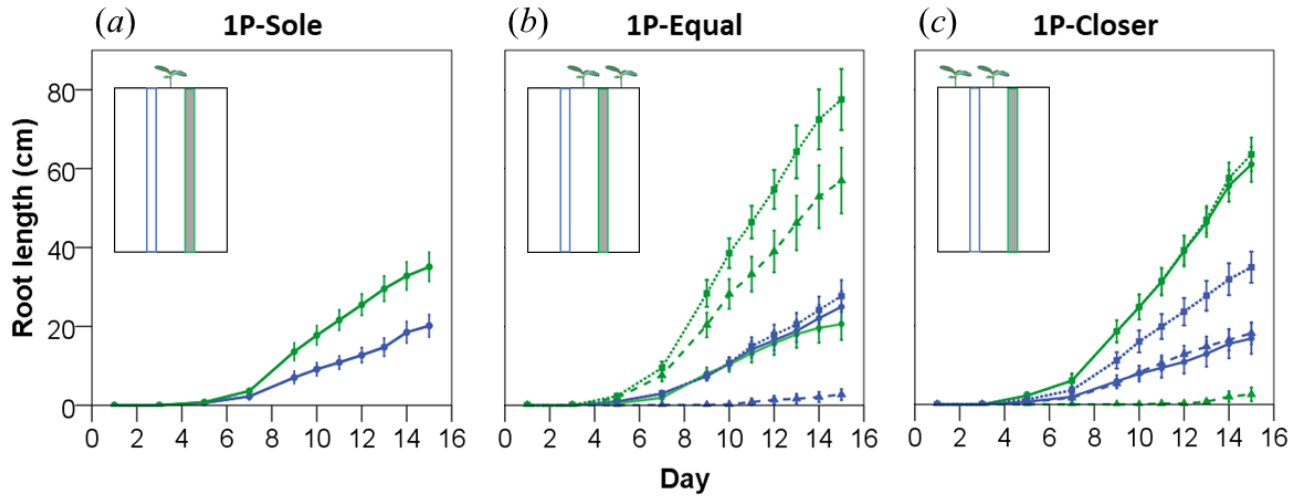 (a) 1P-Sole
(b) 1P-Equal
(c) 1P-Closer
Root length (cm)
80
60
40
20
0
0 2 4 6 8 10 12 14 16
0 2 4 6 8 10 12 14 16
0 2 4 6 8 10 12 14 16
Day